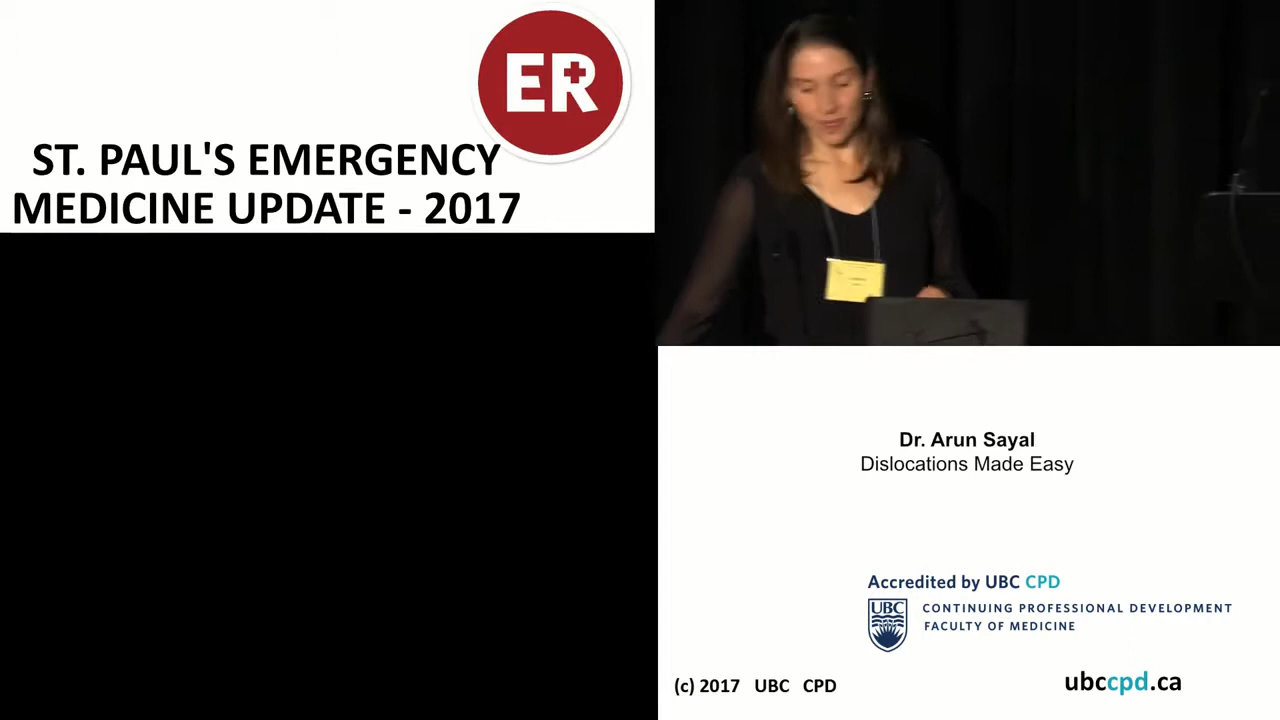 ER
ST. PAUL'S EMERGENCY
MEDICINE UPDATE - 2017
Dr. Arun Sayal
Dislocations Made Easy
Accredited by UBC CPD
UBC
CONTINUING PROFESSIONAL DEVELOPMENT
FACULTY OF MEDICINE
(c) 2017 UBC CPD
ubccpd.ca